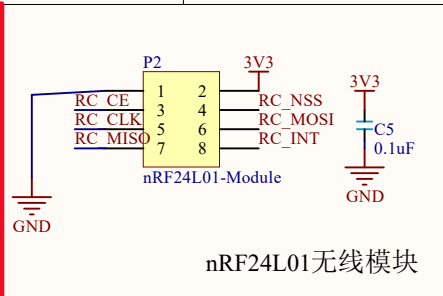 P2
3V3
1 2
RC_CE 3 4 RC_NSS
RC_CLK 5 6 RC_MOSI
RC_MISO 7 8 RC_INT
nRF24L01-Module
GND
3V3
C5
0.1uF
GND
nRF24L01无线模块